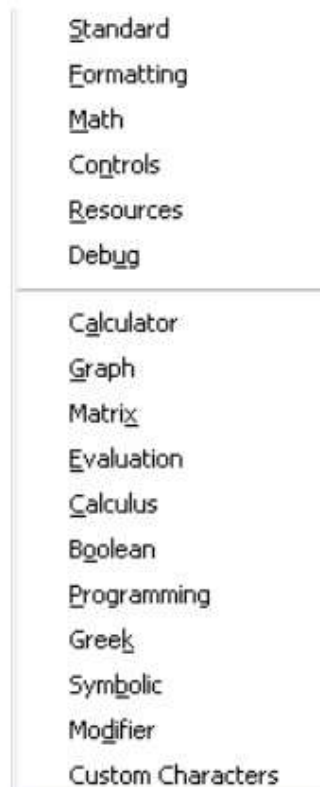 Standard
Formatting
Math
Controls
Resources
Debug
Calculator
Graph
Matrix
Evaluation
Calculus
Boolean
Programming
Greek
Symbolic
Modifier
Custom Characters